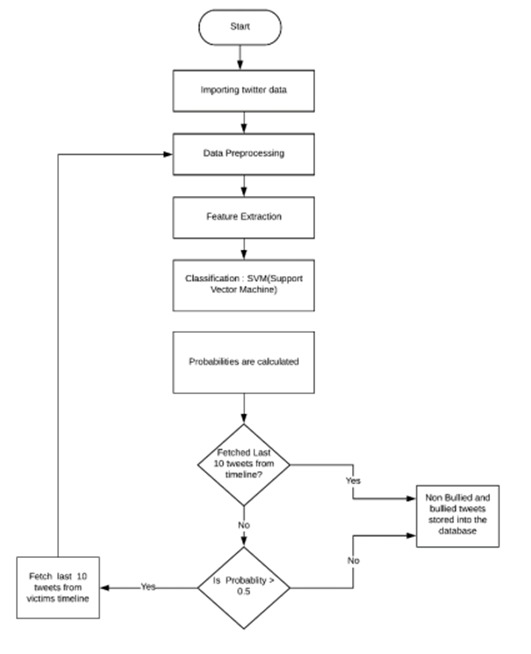 Start
Importing twitter data
Data Preprocessing
Feature Extraction
Classification : SVM(Support
Vector Machine)
Probabilities are calculated
Fetched Last
10 tweets from
timeline?
Yes
Non Bullied and
bullied tweets
stored into the
database
No
No
Is Probablity >
0.5
Yes
Fetch last 10
tweets from
victims timeline